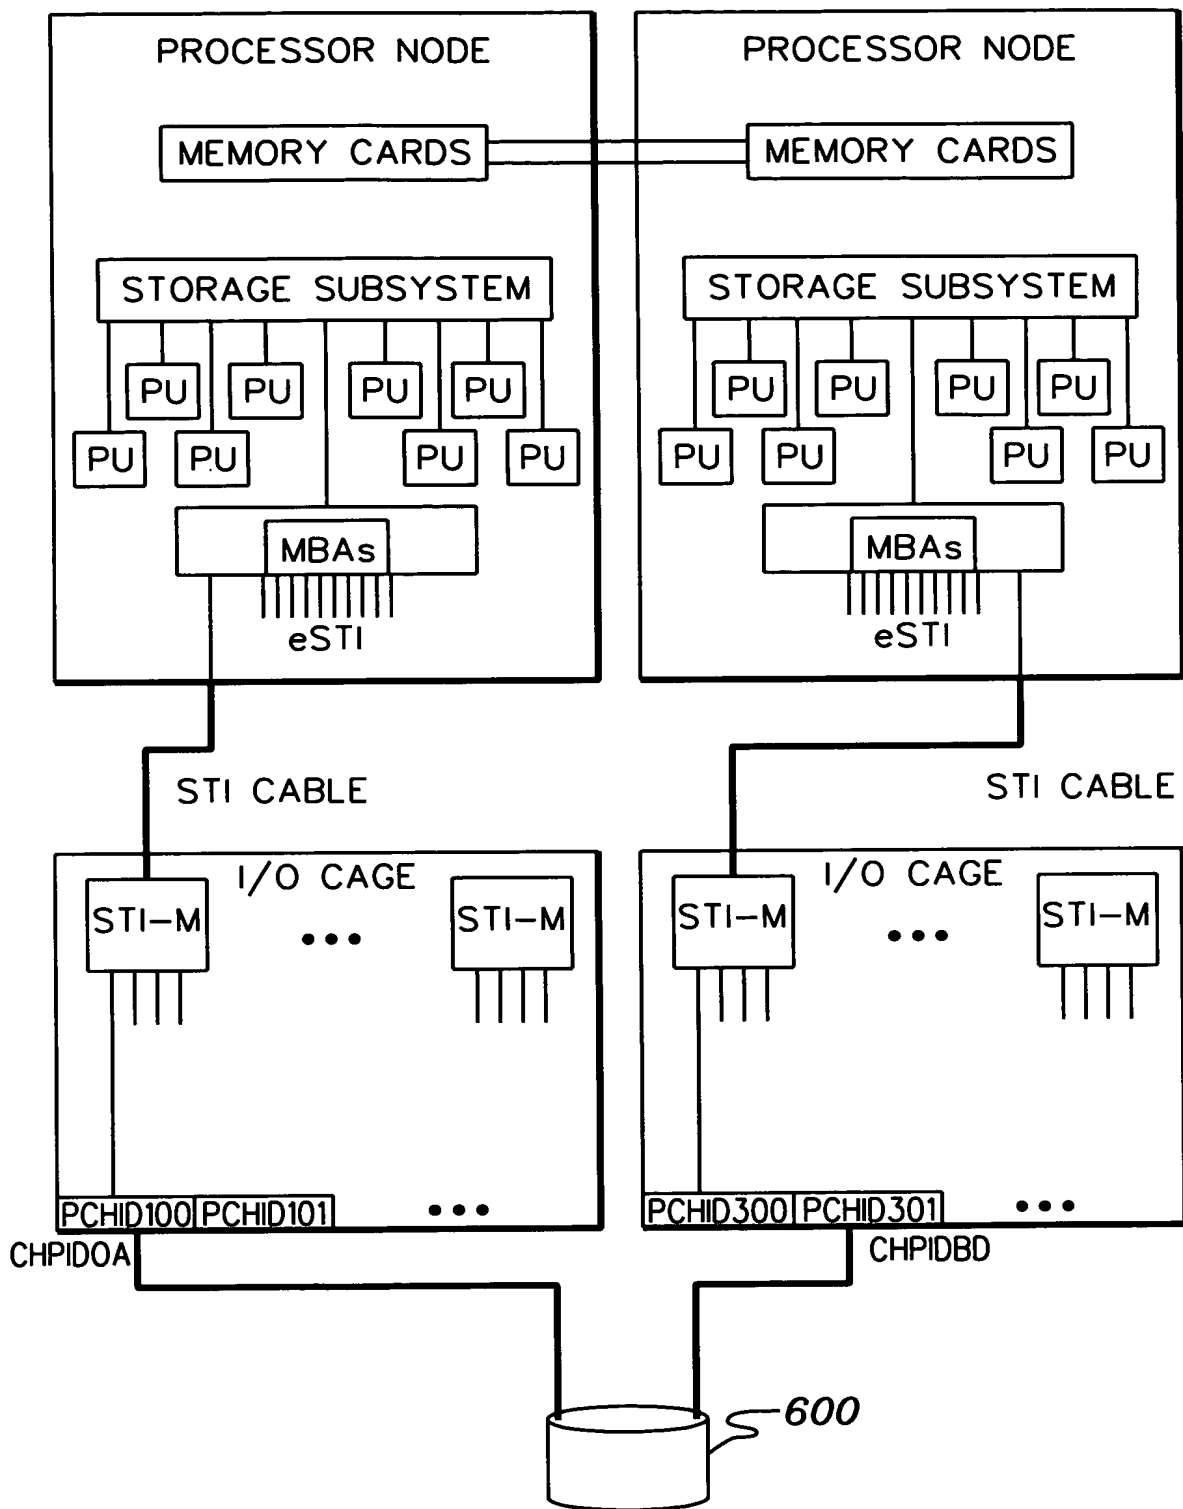 PROCESSOR NODE
PROCESSOR NODE
MEMORY CARDS
MEMORY CARDS
STORAGE SUBSYSTEM
STORAGE SUBSYSTEM
PU PU PU PU
PU PU PU PU
PU PU PU PU
PU PU PU PU
MBAs
MBAs
eSTI
eSTI
STI CABLE
STI CABLE
I/O CAGE
I/O CAGE
STI-M
STI-M
STI-M
STI-M
PCHID100 PCHID101
PCHID300 PCHID301
CHPID0A
CHPIDBD
600